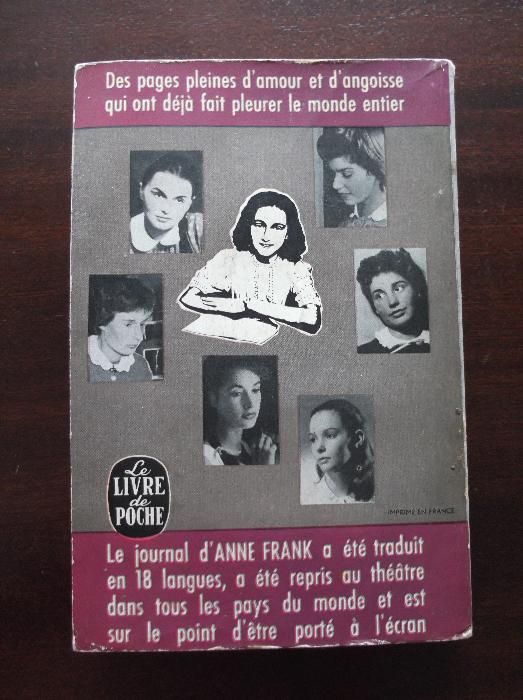 Des pages pleines d'amour et d'angoisse
qui ont déjà fait pleurer le monde entier
Le
LIVRE
de
POCHE
IMPRIMÉ EN FRANCE
Le journal d'ANNE FRANK a été traduit
en 18 langues, a été repris au théâtre
dans tous les pays du monde et est
sur le point d'être porté à l'écran